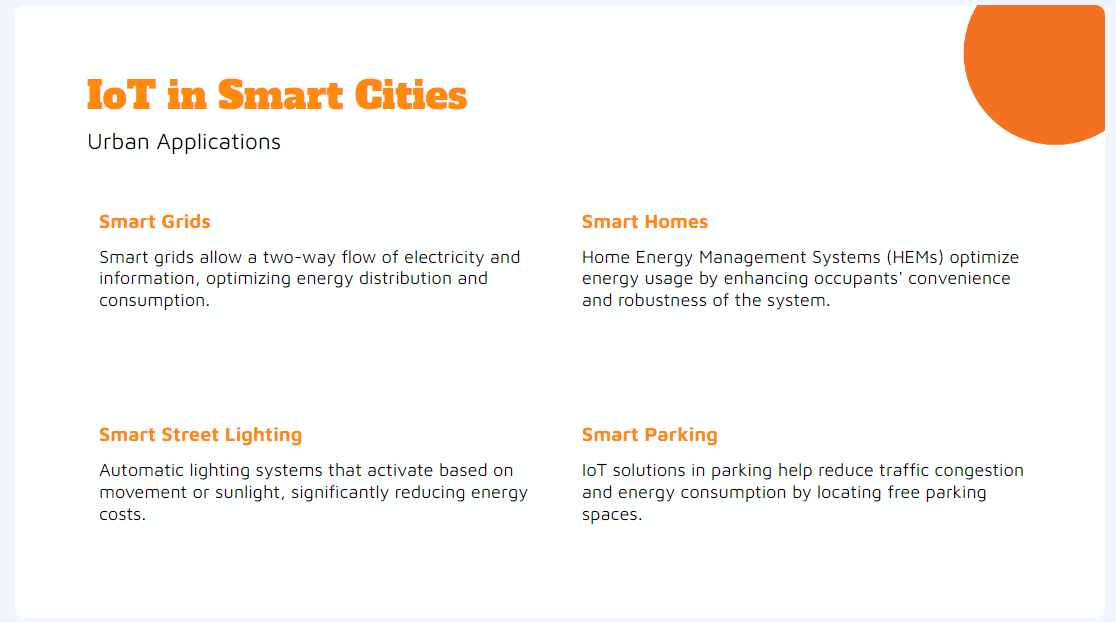 IoT in Smart Cities
Urban Applications
Smart Grids
Smart grids allow a two-way flow of electricity and
information, optimizing energy distribution and
consumption.
Smart Homes
Home Energy Management Systems (HEMs) optimize
energy usage by enhancing occupants' convenience
and robustness of the system.
Smart Street Lighting
Automatic lighting systems that activate based on
movement or sunlight, significantly reducing energy
costs.
Smart Parking
IoT solutions in parking help reduce traffic congestion
and energy consumption by locating free parking
spaces.